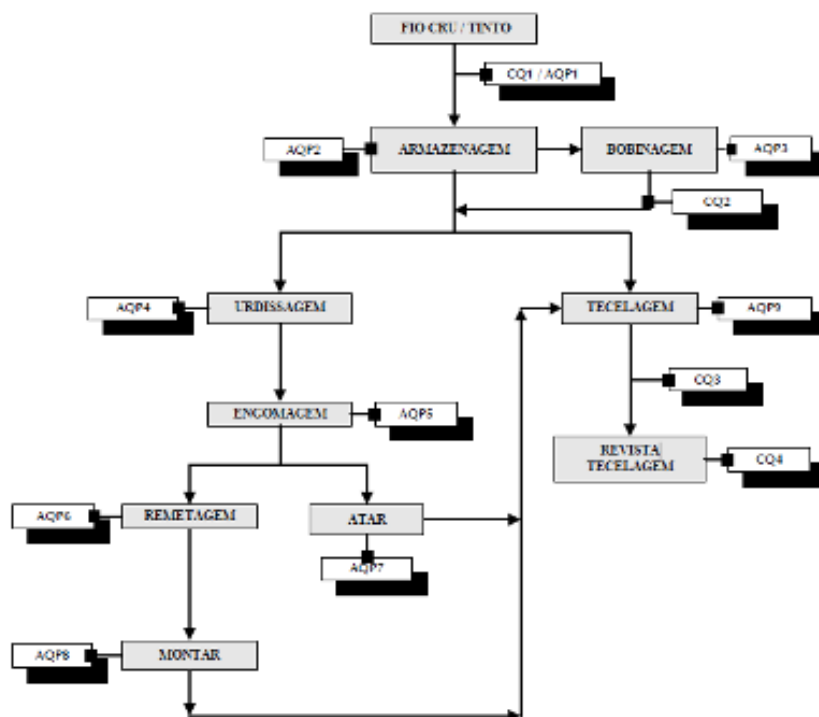 FIO CRU / TINTO
CQ1 / AQP1
AQP2
ARMAZENAGEM
BOBINAGEM
AQP3
CQ2
AQP4
URDISSAGEM
TECELAGEM
AQP9
CQ3
ENGOMAGEM
AQP5
REVISTA
TECELAGEM
CQ4
AQP6
REMETAGEM
ATAR
AQP7
AQP8
MONTAR